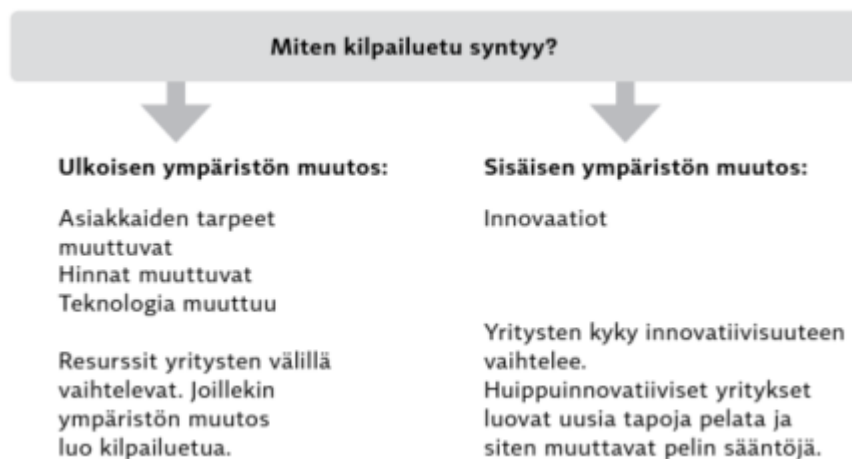 Miten kilpailuetu syntyy?
Ulkoisen ympäristön muutos:
Asiakkaiden tarpeet
muuttuvat
Hinnat muuttuvat
Teknologia muuttuu
Resurssit yritysten välillä
vaihtelevat. Joillekin
ympäristön muutos
luo kilpailuetua.
Sisäisen ympäristön muutos:
Innovaatiot
Yritysten kyky innovatiivisuuteen
vaihtelee.
Huippuinnovatiiviset yritykset
luovat uusia tapoja pelata ja
siten muuttavat pelin sääntöjä.